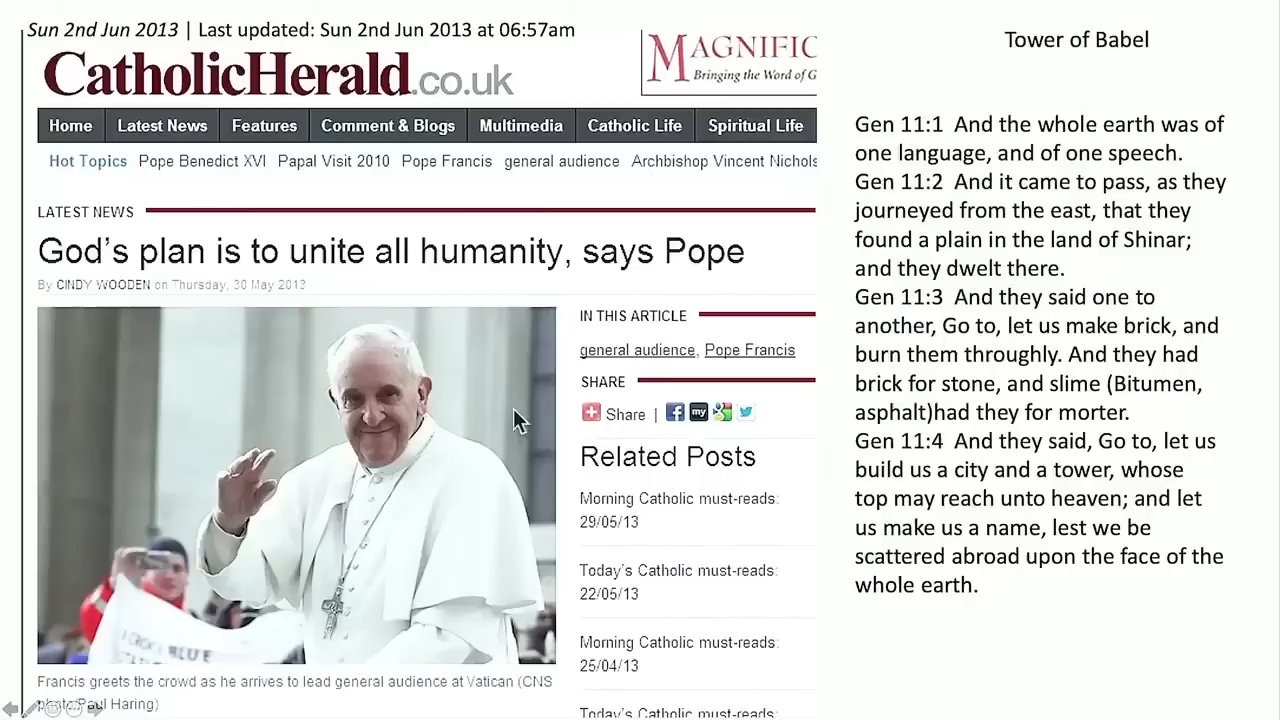 Sun 2nd Jun 2013 | Last updated: Sun 2nd Jun 2013 at 06:57am
CatholicHerald.co.uk
MAGNIFIC
Bringing the Word of G
Home Latest News Features Comment & Blogs Multimedia Catholic Life Spiritual Life
Hot Topics Pope Benedict XVI Papal Visit 2010 Pope Francis general audience Archbishop Vincent Nichols
LATEST NEWS
God's plan is to unite all humanity, says Pope
By CINDY WOODEN on Thursday, 30 May 2013
BLUE
Francis greets the crowd as he arrives to lead general audience at Vatican (CNS
photo/Paul Haring)
IN THIS ARTICLE
general audience, Pope Francis
SHARE
Share |
my
Related Posts
Morning Catholic must-reads:
29/05/13
Today's Catholic must-reads:
22/05/13
Morning Catholic must-reads:
25/04/13
Today's Catholic must-reads:
Tower of Babel
Gen 11:1 And the whole earth was of
one language, and of one speech.
Gen 11:2 And it came to pass, as they
journeyed from the east, that they
found a plain in the land of Shinar;
and they dwelt there.
Gen 11:3 And they said one to
another, Go to, let us make brick, and
burn them throughly. And they had
brick for stone, and slime (Bitumen,
asphalt)had they for morter.
Gen 11:4 And they said, Go to, let us
build us a city and a tower, whose
top may reach unto heaven; and let
us make us a name, lest we be
scattered abroad upon the face of the
whole earth.